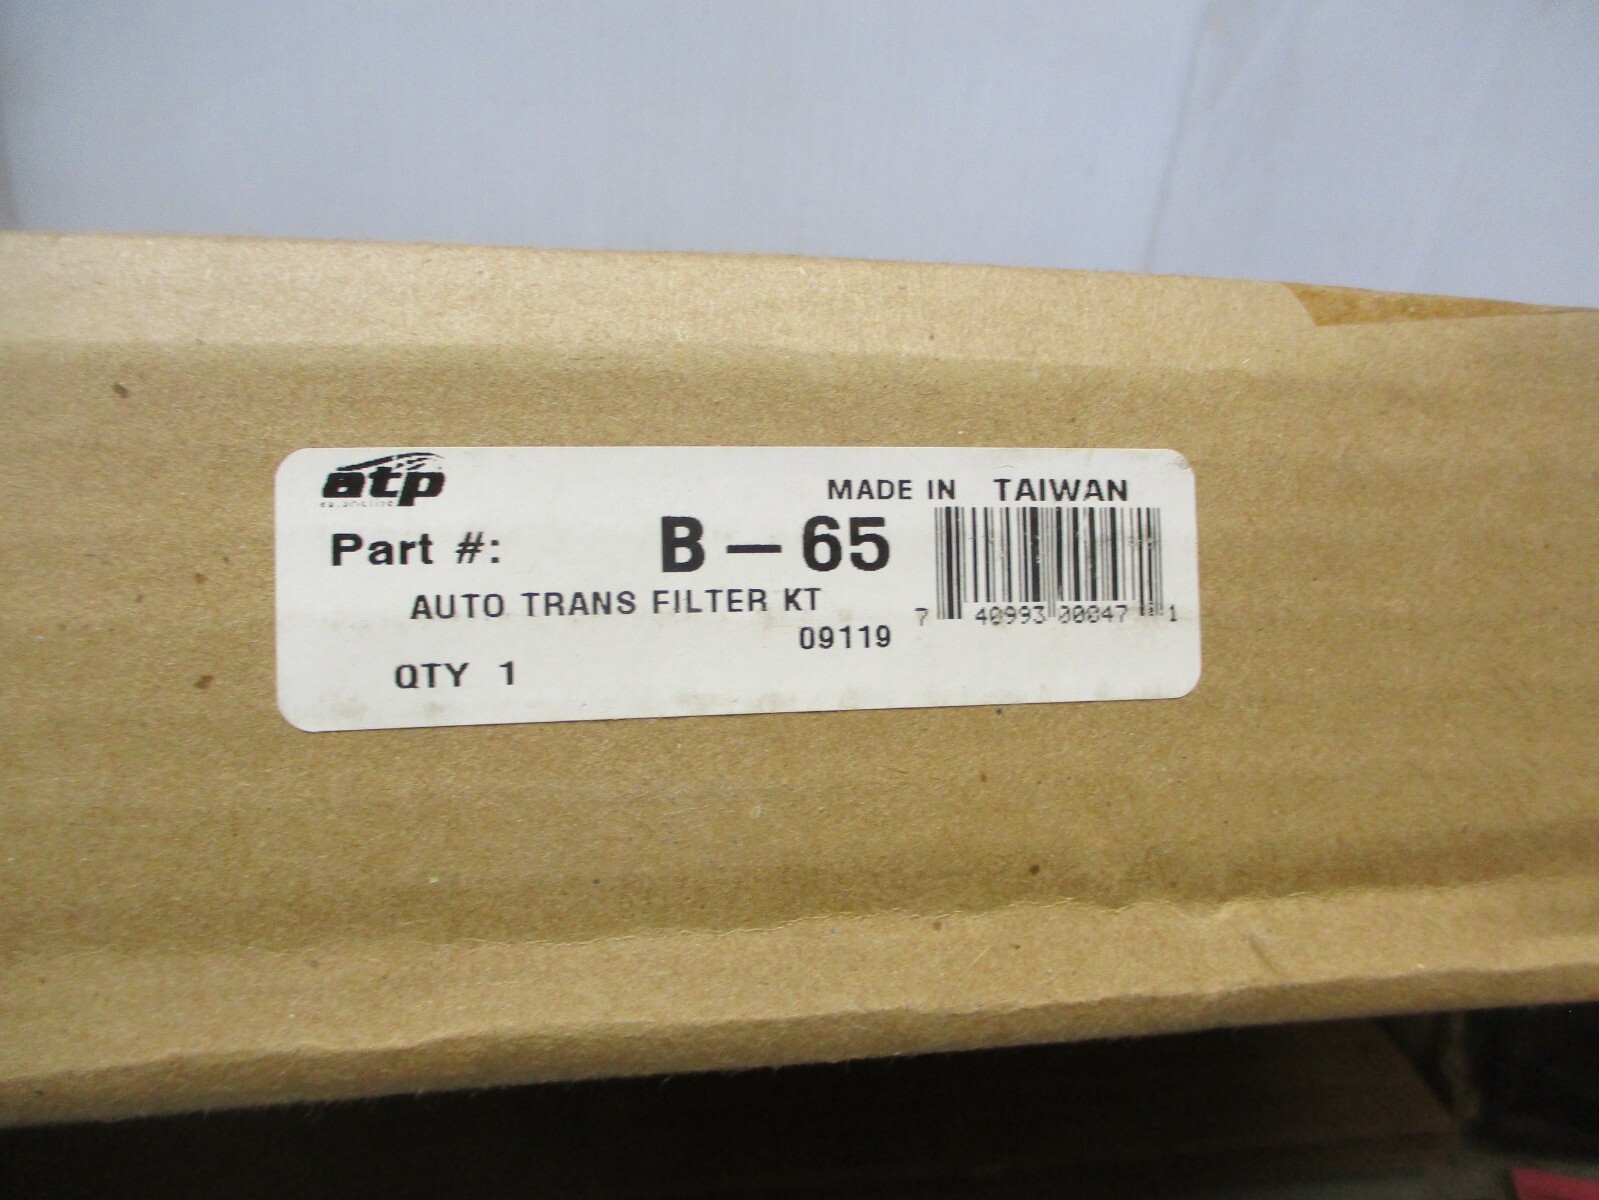 atp
MADE IN TAIWAN
Part #: B-65
AUTO TRANS FILTER KT
09119
7 40993 00047 1
QTY 1